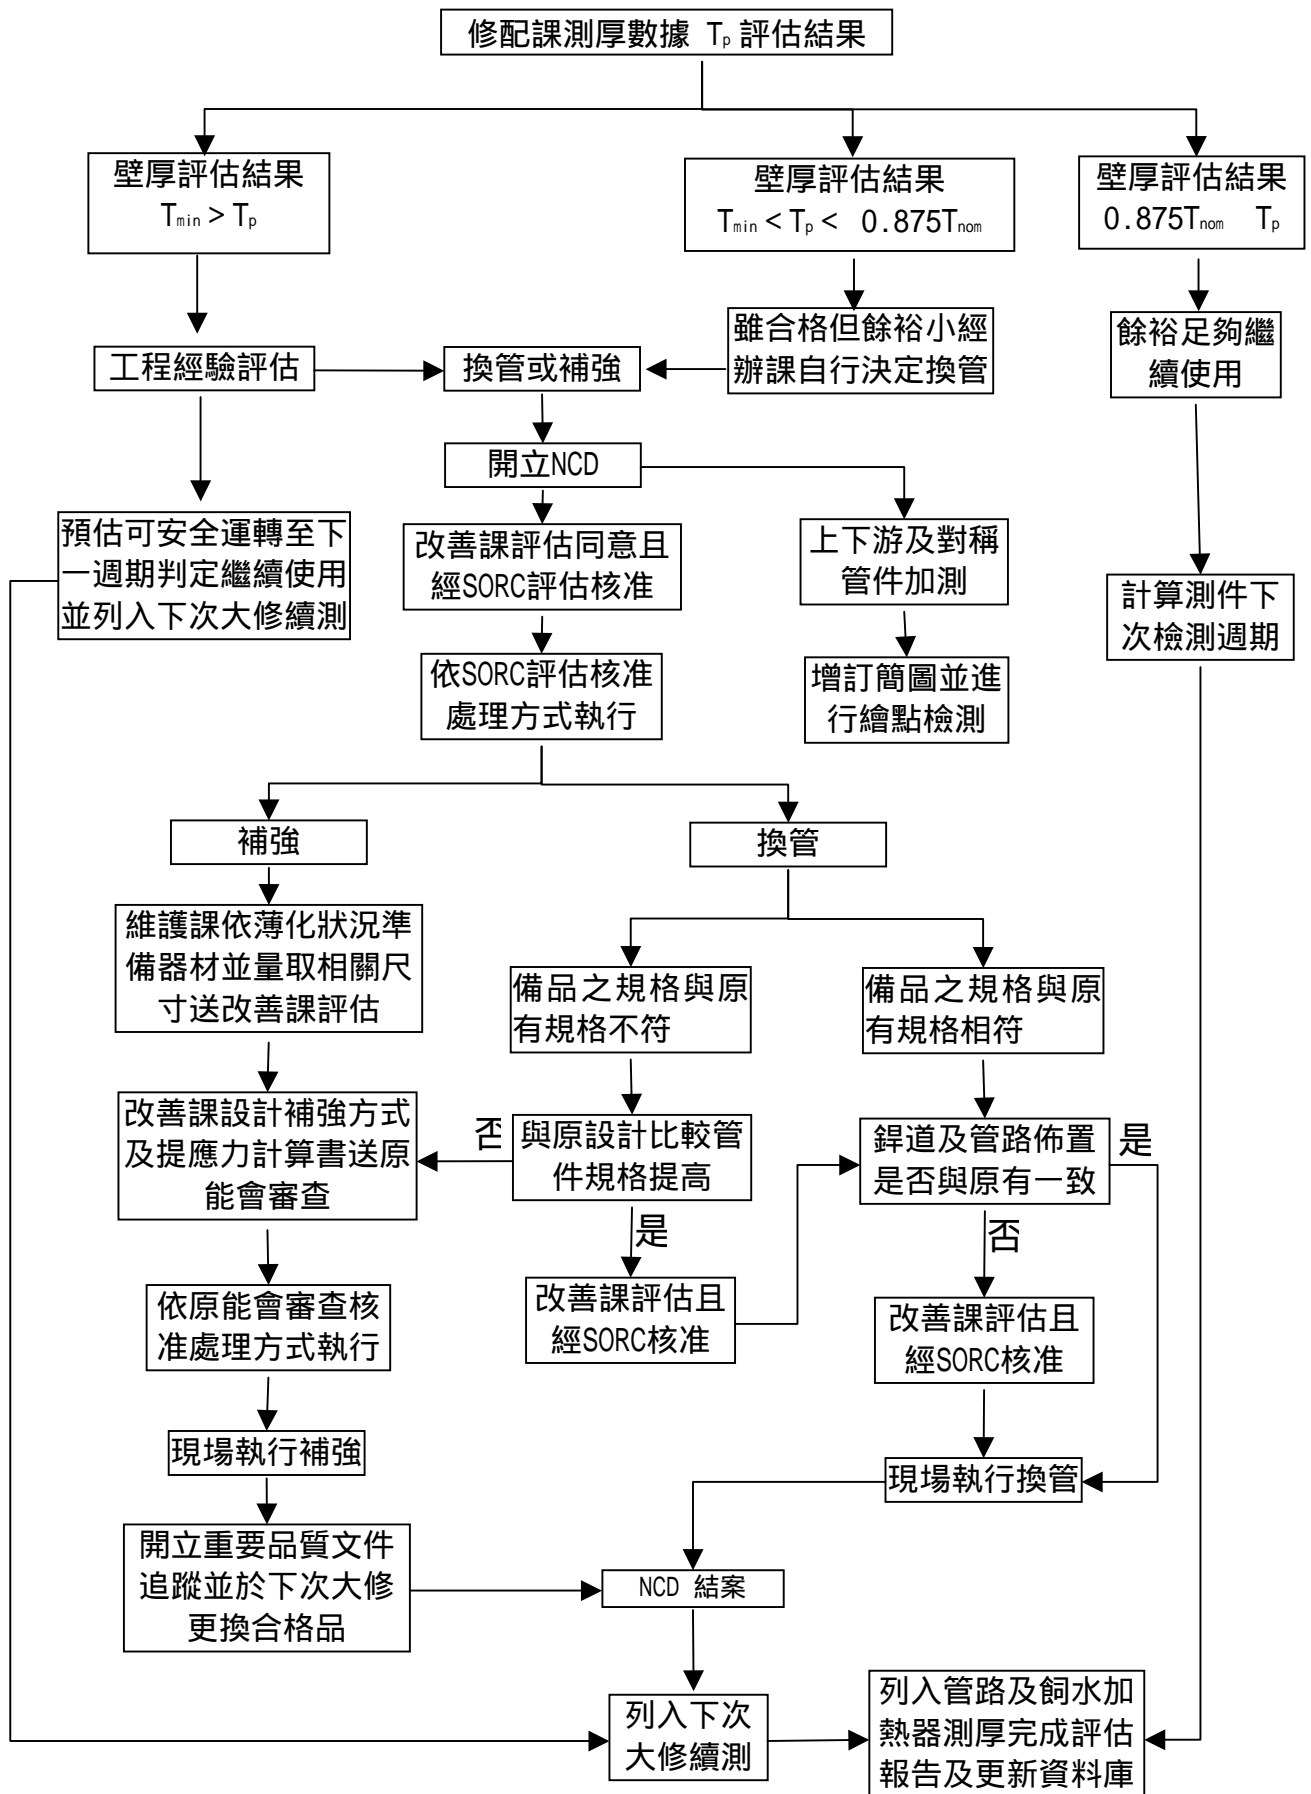 修配課測厚數據 Tp 評估結果
壁厚評估結果
Tmin > Tp
壁厚評估結果
Tmin < Tp < 0.875Tnom
壁厚評估結果
0.875Tnom Tp
工程經驗評估
換管或補強
雖合格但餘裕小經
辦課自行決定換管
餘裕足夠繼
續使用
開立NCD
預估可安全運轉至下
一週期判定繼續使用
並列入下次大修續測
改善課評估同意且
經SORC評估核准
上下游及對稱
管件加測
計算測件下
次檢測週期
依SORC評估核准
處理方式執行
增訂簡圖並進
行繪點檢測
補強
換管
維護課依薄化狀況準
備器材並量取相關尺
寸送改善課評估
備品之規格與原
有規格不符
備品之規格與原
有規格相符
改善課設計補強方式
及提應力計算書送原
能會審查
否
與原設計比較管
件規格提高
銲道及管路佈置
是否與原有一致
是
是
否
依原能會審查核
准處理方式執行
改善課評估且
經SORC核准
改善課評估且
經SORC核准
現場執行補強
現場執行換管
開立重要品質文件
追蹤並於下次大修
更換合格品
NCD 結案
列入下次
大修續測
列入管路及飼水加
熱器測厚完成評估
報告及更新資料庫